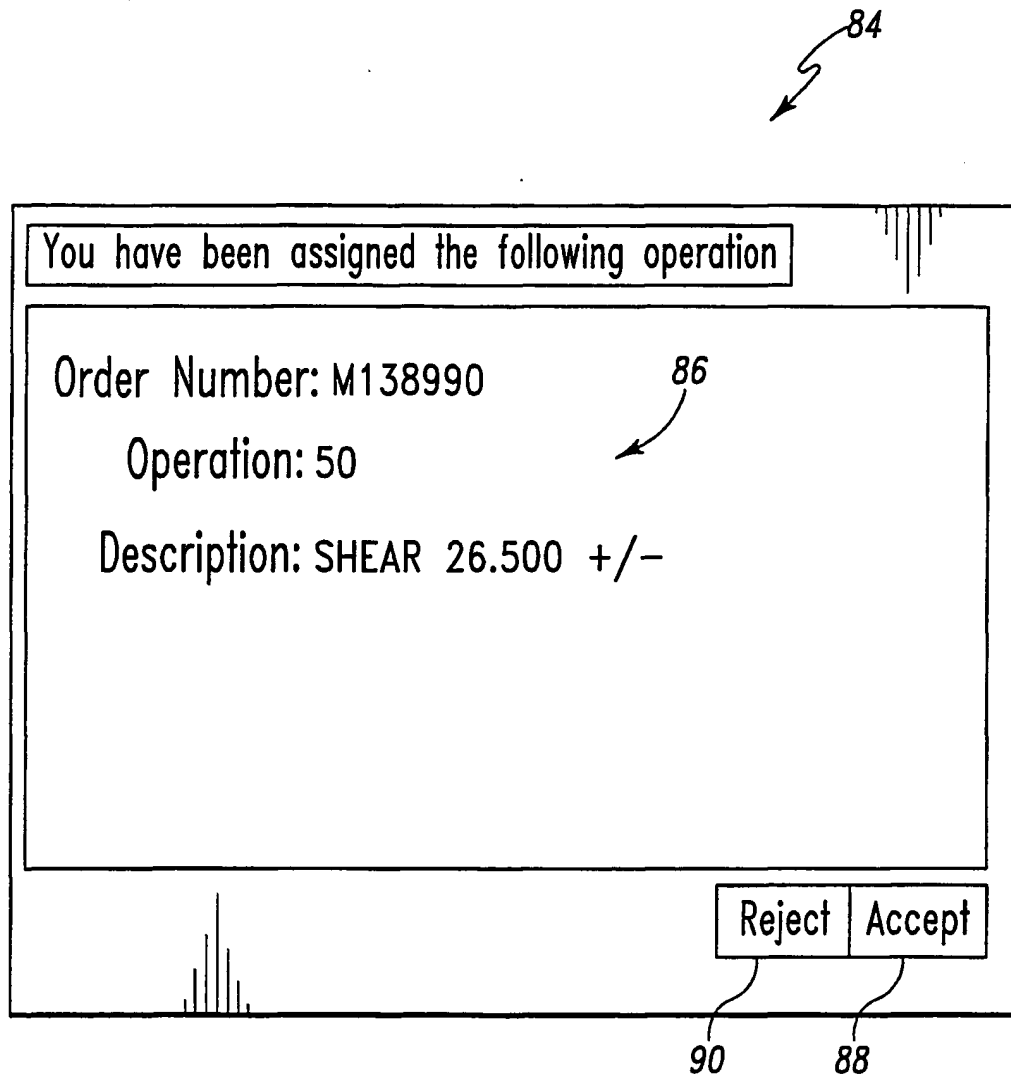 84
You have been assigned the following operation
Order Number: M138990
86
Operation: 50
Description: SHEAR 26.500 +/-
Reject Accept
90 88